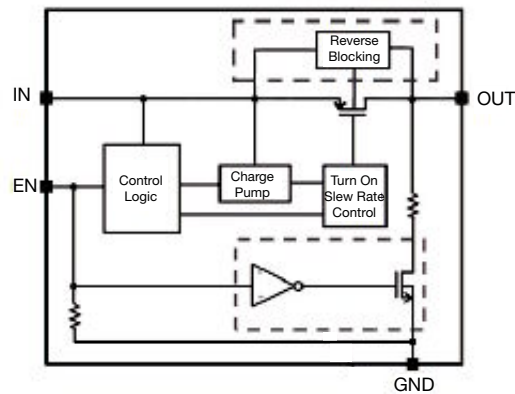 Reverse
Blocking
IN
OUT
EN
Control
Logic
Charge
Pump
Turn On
Slew Rate
Control
GND